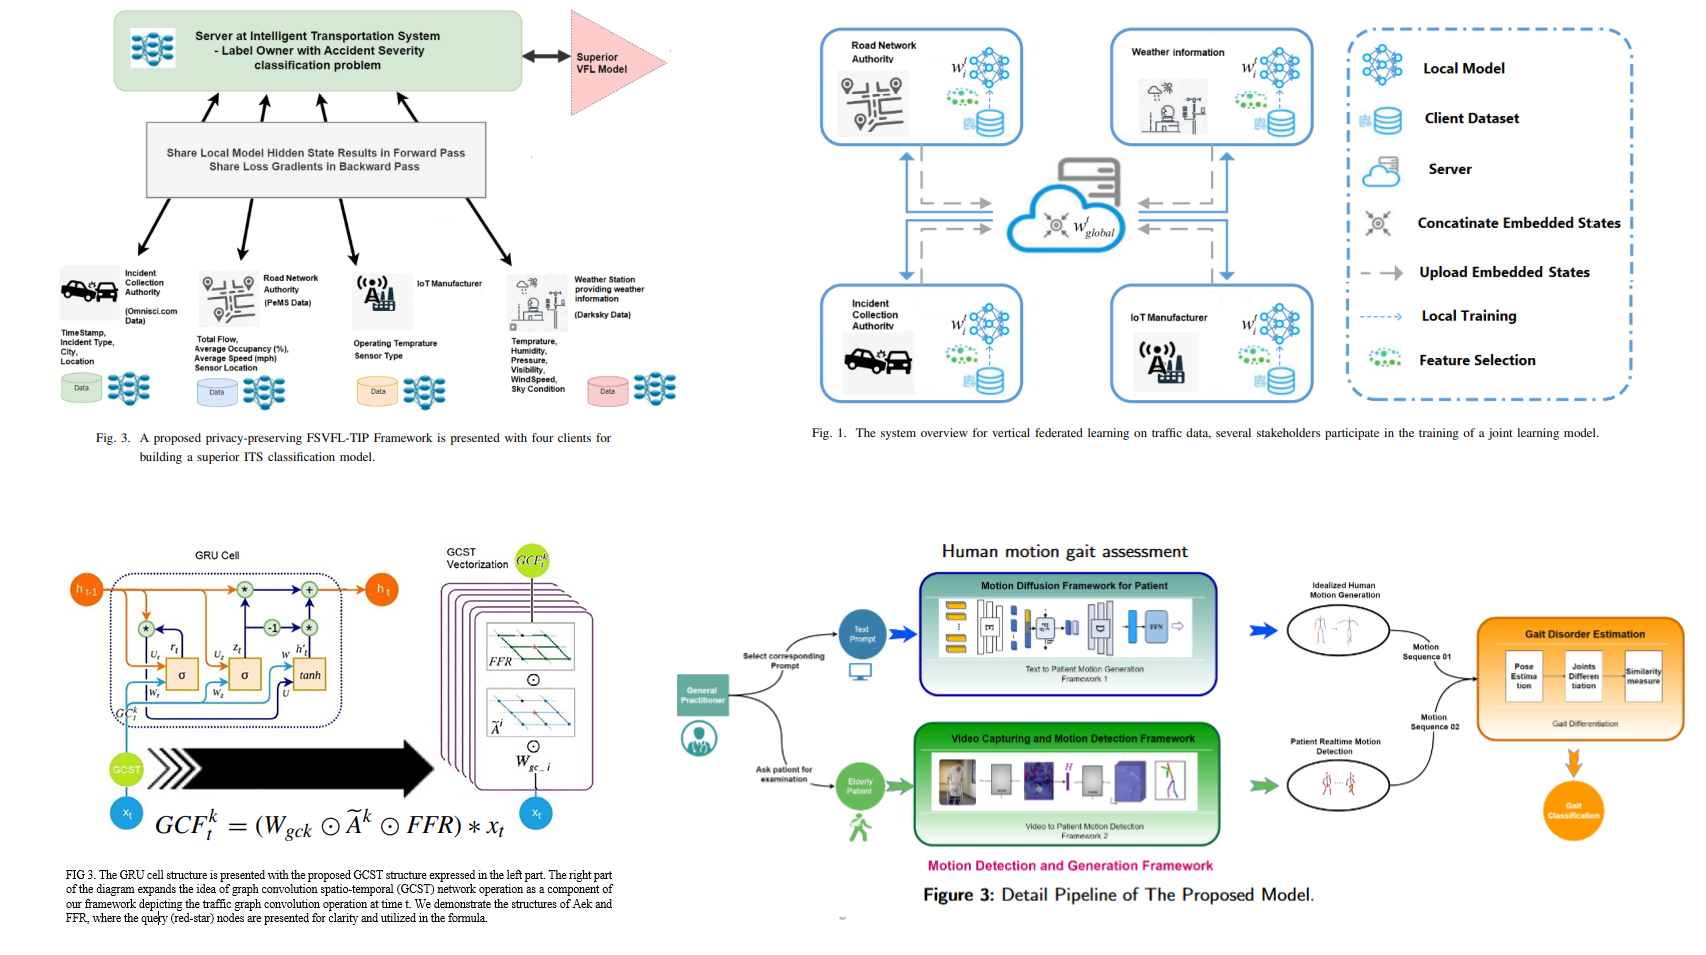 Server at Intelligent Transportation System
- Label Owner with Accident Severity
classification problem
Superior
VFL Model
Share Local Model Hidden State Results in Forward Pass
Share Loss Gradients in Backward Pass
Incident
Collection
Authority
(Omnisci.com
Data)
TimeStamp,
Incident Type,
City,
Location
Data
Road Network
Authority
(PeMS Data)
Total Flow,
Average Occupancy (%),
Average Speed (mph)
Sensor Location
Data
IoT Manufacturer
Operating Temprature
Sensor Type
Data
Weather Station
providing weather
information
(Darksky Data)
Temprature,
Humidity,
Pressure,
Visibility,
WindSpeed,
Sky Condition
Data
Fig. 3. A proposed privacy-preserving FSVFL-TIP Framework is presented with four clients for
building a superior ITS classification model.
Road Network
Authority
W_i^t
Weather information
W_i^t
W_global^t
Incident
Collection
Authority
W_i^t
IoT Manufacturer
W_i^t
Local Model
Client Dataset
Server
Concatinate Embedded States
Upload Embedded States
Local Training
Feature Selection
Fig. 1. The system overview for vertical federated learning on traffic data, several stakeholders participate in the training of a joint learning model.
GRU Cell
h t-1
h t
*
+
*
-1
*
U_r
r_t
U_z
z_t
W
h'_t
σ
σ
tanh
W_r
W_z
U
GC_t^k
GCST
x_t
GCST
Vectorization
GCF_t^k
FFR
⊙
Ã^i
⊙
W_gc_i
x_t
GCF_t^k = (W_gck ⊙ Ã^k ⊙ FFR) * x_t
FIG 3. The GRU cell structure is presented with the proposed GCST structure expressed in the left part. The right part
of the diagram expands the idea of graph convolution spatio-temporal (GCST) network operation as a component of
our framework depicting the traffic graph convolution operation at time t. We demonstrate the structures of Aek and
FFR, where the query (red-star) nodes are presented for clarity and utilized in the formula.
Human motion gait assessment
General
Practitioner
Select corresponding
Prompt
Ask patient for
examination
Text
Prompt
Elderly
Patient
Motion Diffusion Framework for Patient
E
D
FFN
Text to Patient Motion Generation
Framework 1
Video Capturing and Motion Detection Framework
H
Video to Patient Motion Detection
Framework 2
Motion Detection and Generation Framework
Idealized Human
Motion Generation
Motion
Sequence 01
Patient Realtime Motion
Detection
Motion
Sequence 02
Gait Disorder Estimation
Pose
Estima
tion
Joints
Differen
tiation
Similarity
measure
Gait Differentiation
Gait
Classification
Figure 3: Detail Pipeline of The Proposed Model.